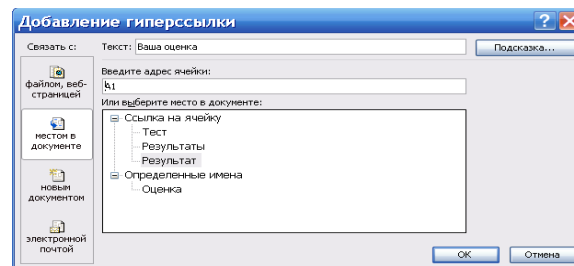 Добавление гиперссылки
Связать с:
Текст: Ваша оценка
Подсказка...
файлом, веб-
страницей
местом в
документе
новым
документом
электронной
почтой
Введите адрес ячейки:
A1
Или выберите место в документе:
Ссылка на ячейку
Тест
Результаты
Результат
Определенные имена
Оценка
ОК
Отмена